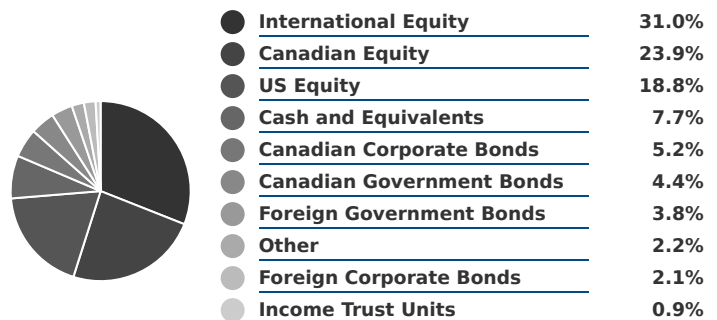 International Equity 31.0%
Canadian Equity 23.9%
US Equity 18.8%
Cash and Equivalents 7.7%
Canadian Corporate Bonds 5.2%
Canadian Government Bonds 4.4%
Foreign Government Bonds 3.8%
Other 2.2%
Foreign Corporate Bonds 2.1%
Income Trust Units 0.9%